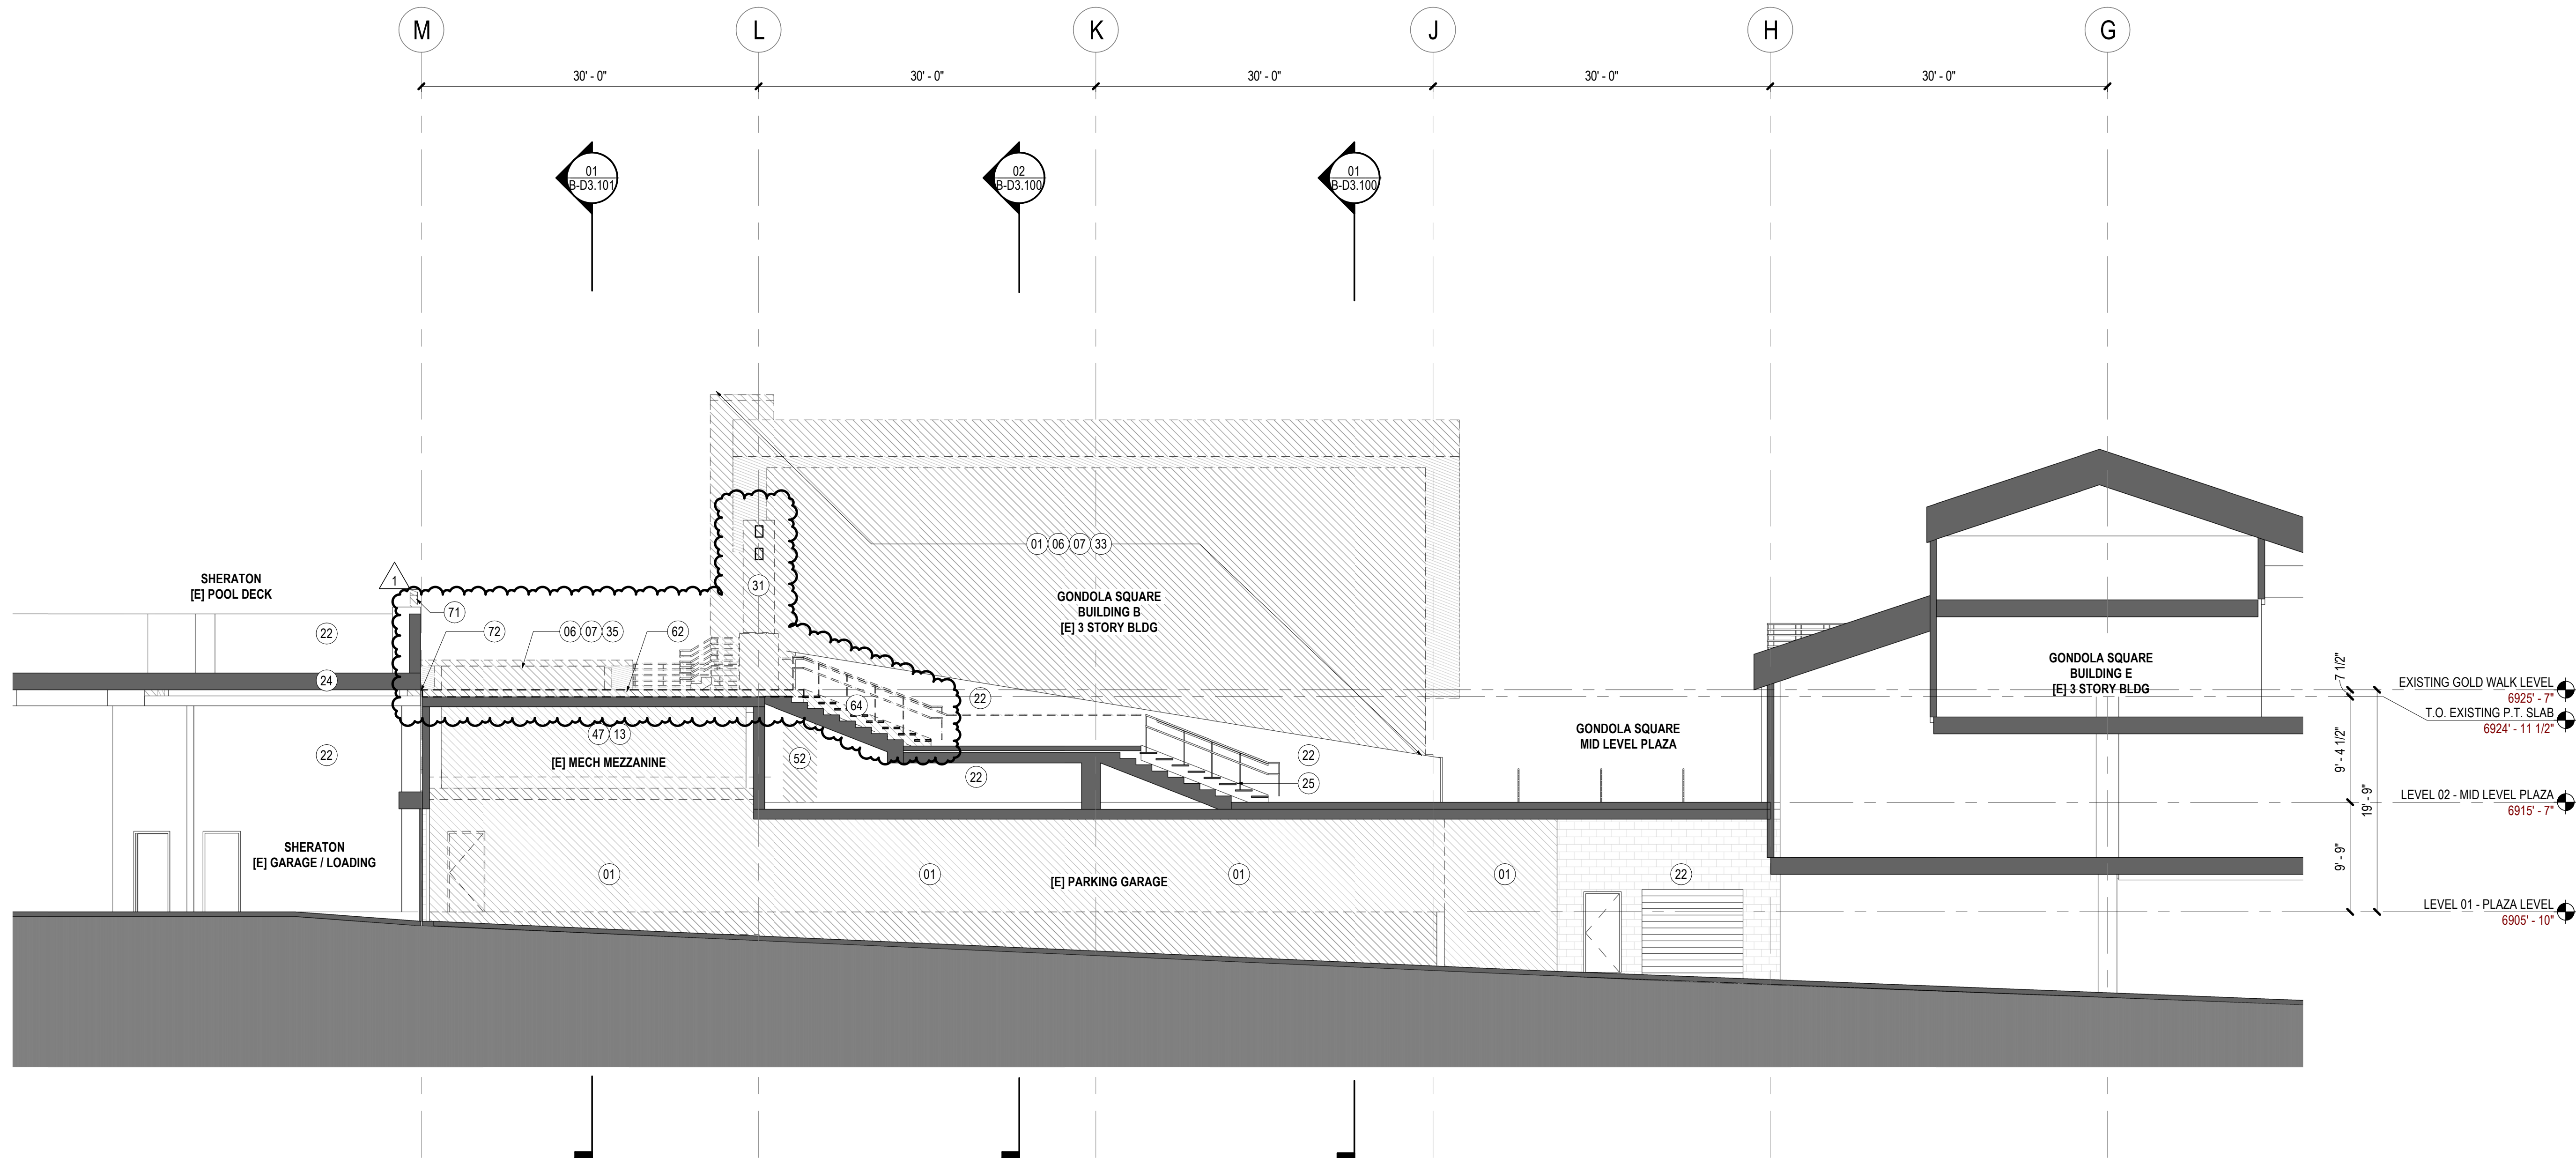 M
L
K
J
H
G
30' - 0"
30' - 0"
30' - 0"
30' - 0"
30' - 0"
01
B-D3.101
02
B-D3.100
01
B-D3.100
01 06 07 33
SHERATON
[E] POOL DECK
1
31
71
72
06 07 35
62
GONDOLA SQUARE
BUILDING B
[E] 3 STORY BLDG
22
24
22
64
22
47 13
[E] MECH MEZZANINE
52
22
22
25
GONDOLA SQUARE
MID LEVEL PLAZA
GONDOLA SQUARE
BUILDING E
[E] 3 STORY BLDG
SHERATON
[E] GARAGE / LOADING
01
01
[E] PARKING GARAGE
01
01
22
7 1/2"
9' - 4 1/2"
19' - 9"
9' - 9"
EXISTING GOLD WALK LEVEL
6925' - 7"
T.O. EXISTING P.T. SLAB
6924' - 11 1/2"
LEVEL 02 - MID LEVEL PLAZA
6915' - 7"
LEVEL 01 - PLAZA LEVEL
6905' - 10"